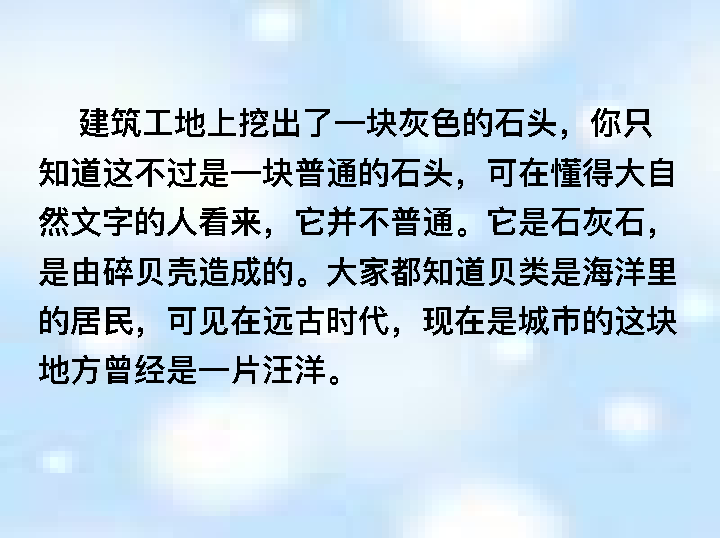 建筑工地上挖出了一块灰色的石头，你只
知道这不过是一块普通的石头，可在懂得大自
然文字的人看来，它并不普通。它是石灰石，
是由碎贝壳造成的。大家都知道贝类是海洋里
的居民，可见在远古时代，现在是城市的这块
地方曾经是一片汪洋。